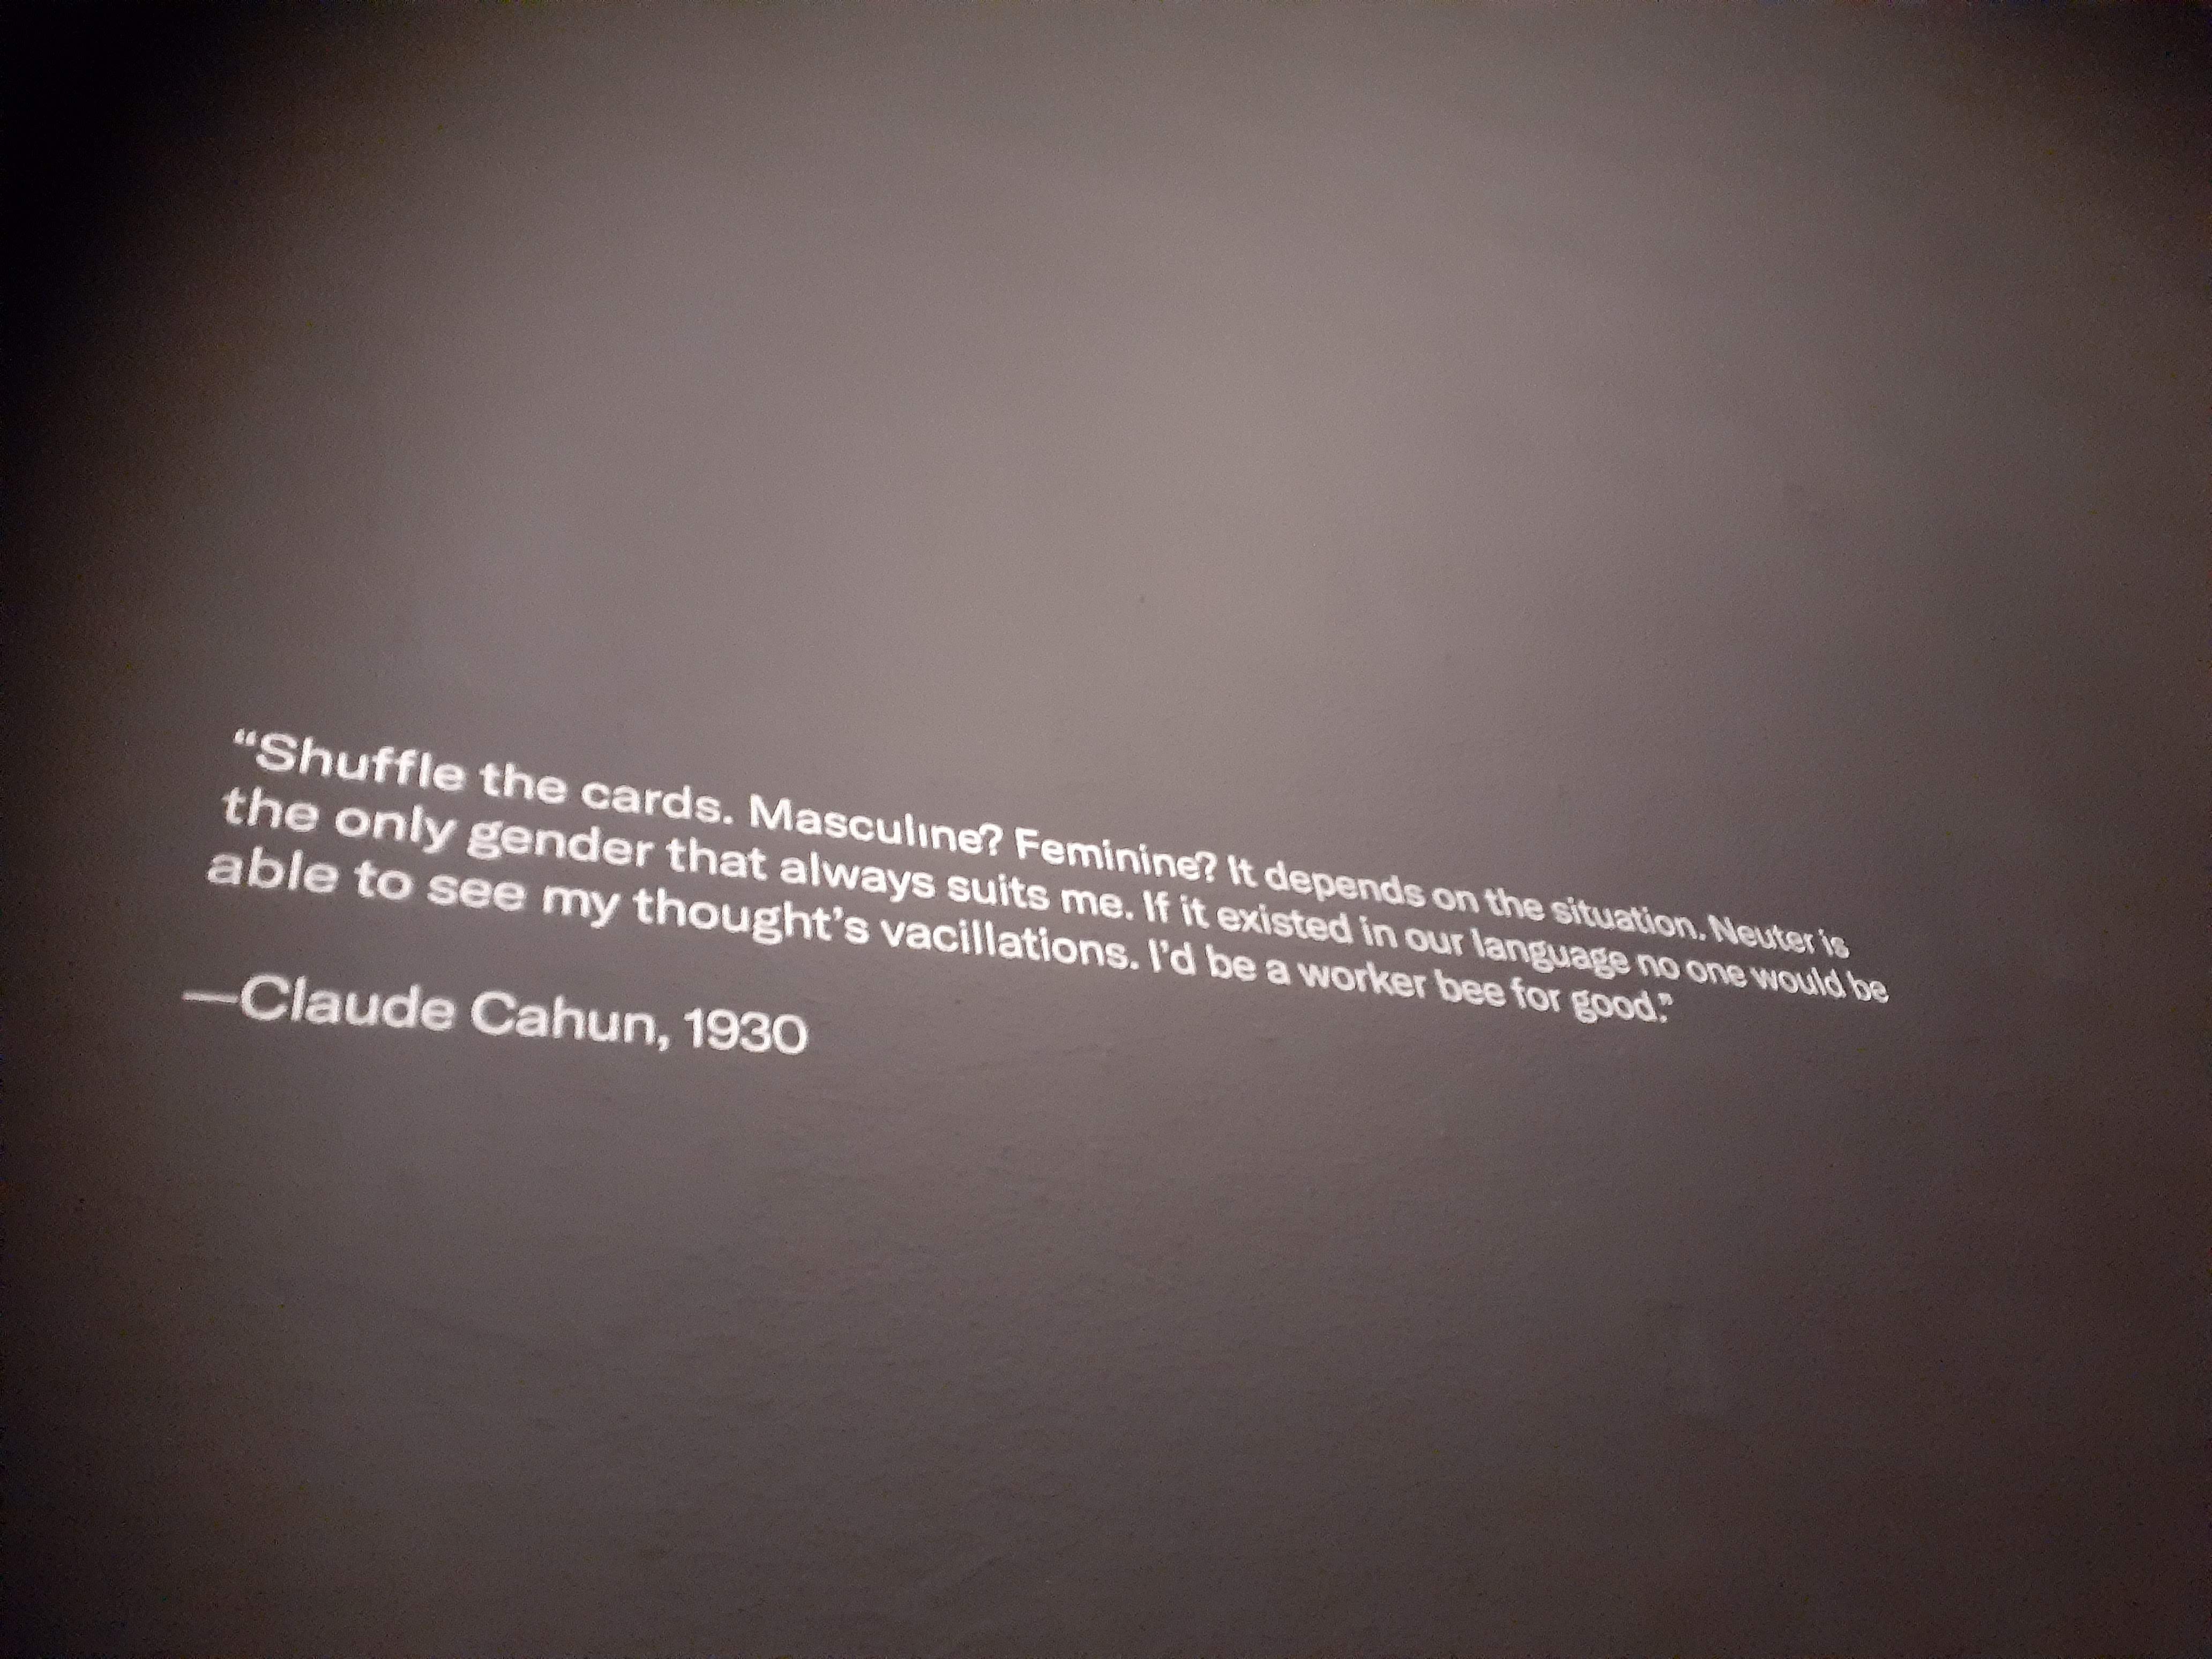 “Shuffle the cards. Masculine? Feminine? It depends on the situation. Neuter is
the only gender that always suits me. If it existed in our language no one would be
able to see my thought’s vacillations. I’d be a worker bee for good.”
—Claude Cahun, 1930